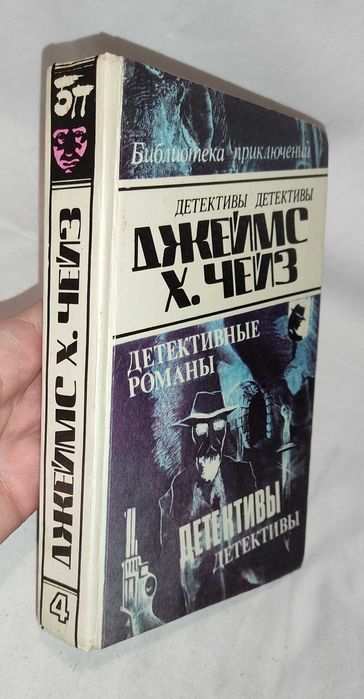 БП
ДЖЕЙМС Х. ЧЕЙЗ
4
Библиотека приключений
ДЕТЕКТИВЫ ДЕТЕКТИВЫ
ДЖЕЙМС
Х. ЧЕЙЗ
ДЕТЕКТИВНЫЕ
РОМАНЫ
ДЕТЕКТИВЫ
ДЕТЕКТИВЫ